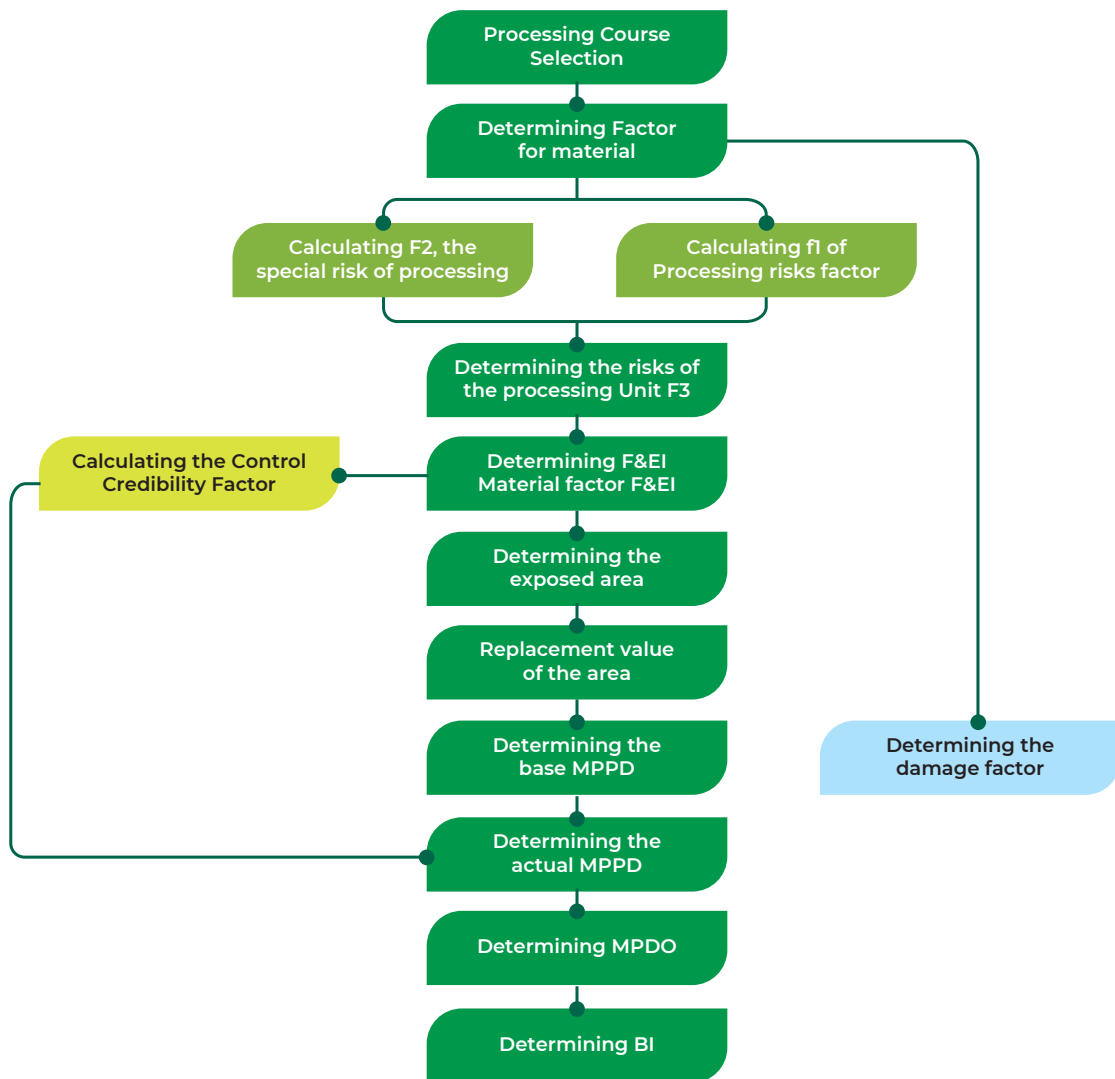 Processing Course
Selection
Determining Factor
for material
Calculating F2, the
special risk of processing
Calculating f1 of
Processing risks factor
Determining the risks of
the processing Unit F3
Calculating the Control
Credibility Factor
Determining F&EI
Material factor F&EI
Determining the
exposed area
Replacement value
of the area
Determining the
base MPPD
Determining the
damage factor
Determining the
actual MPPD
Determining MPDO
Determining BI